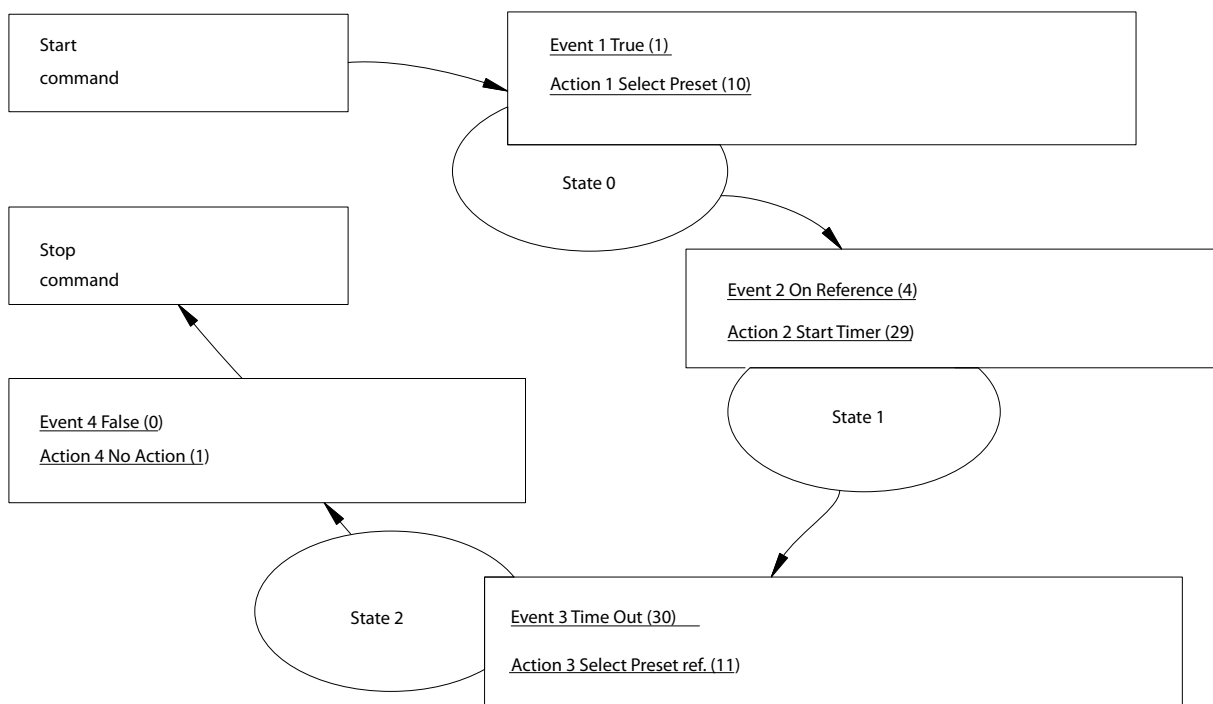 Start
command
Event 1 True (1)
Action 1 Select Preset (10)
State 0
Stop
command
Event 2 On Reference (4)
Action 2 Start Timer (29)
State 1
Event 4 False (0)
Action 4 No Action (1)
State 2
Event 3 Time Out (30)
Action 3 Select Preset ref. (11)